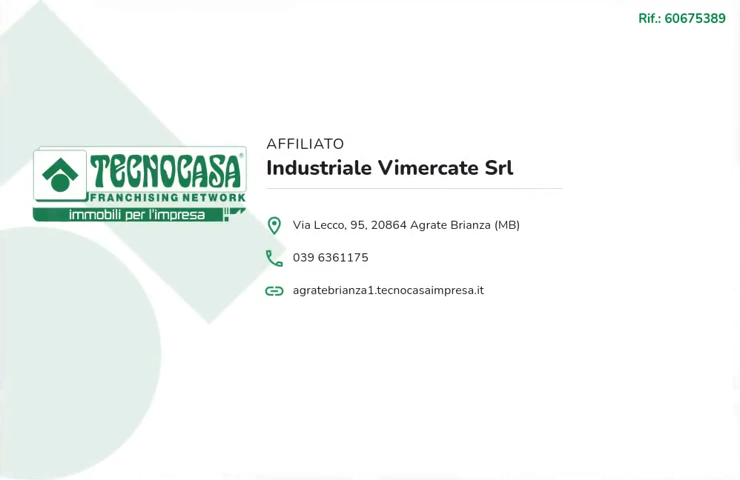 Rif.: 60675389
AFFILIATO
Industriale Vimercate Srl
TECNOCASA®
FRANCHISING NETWORK
immobili per l'impresa
Via Lecco, 95, 20864 Agrate Brianza (MB)
039 6361175
agratebrianza1.tecnocasaimpresa.it